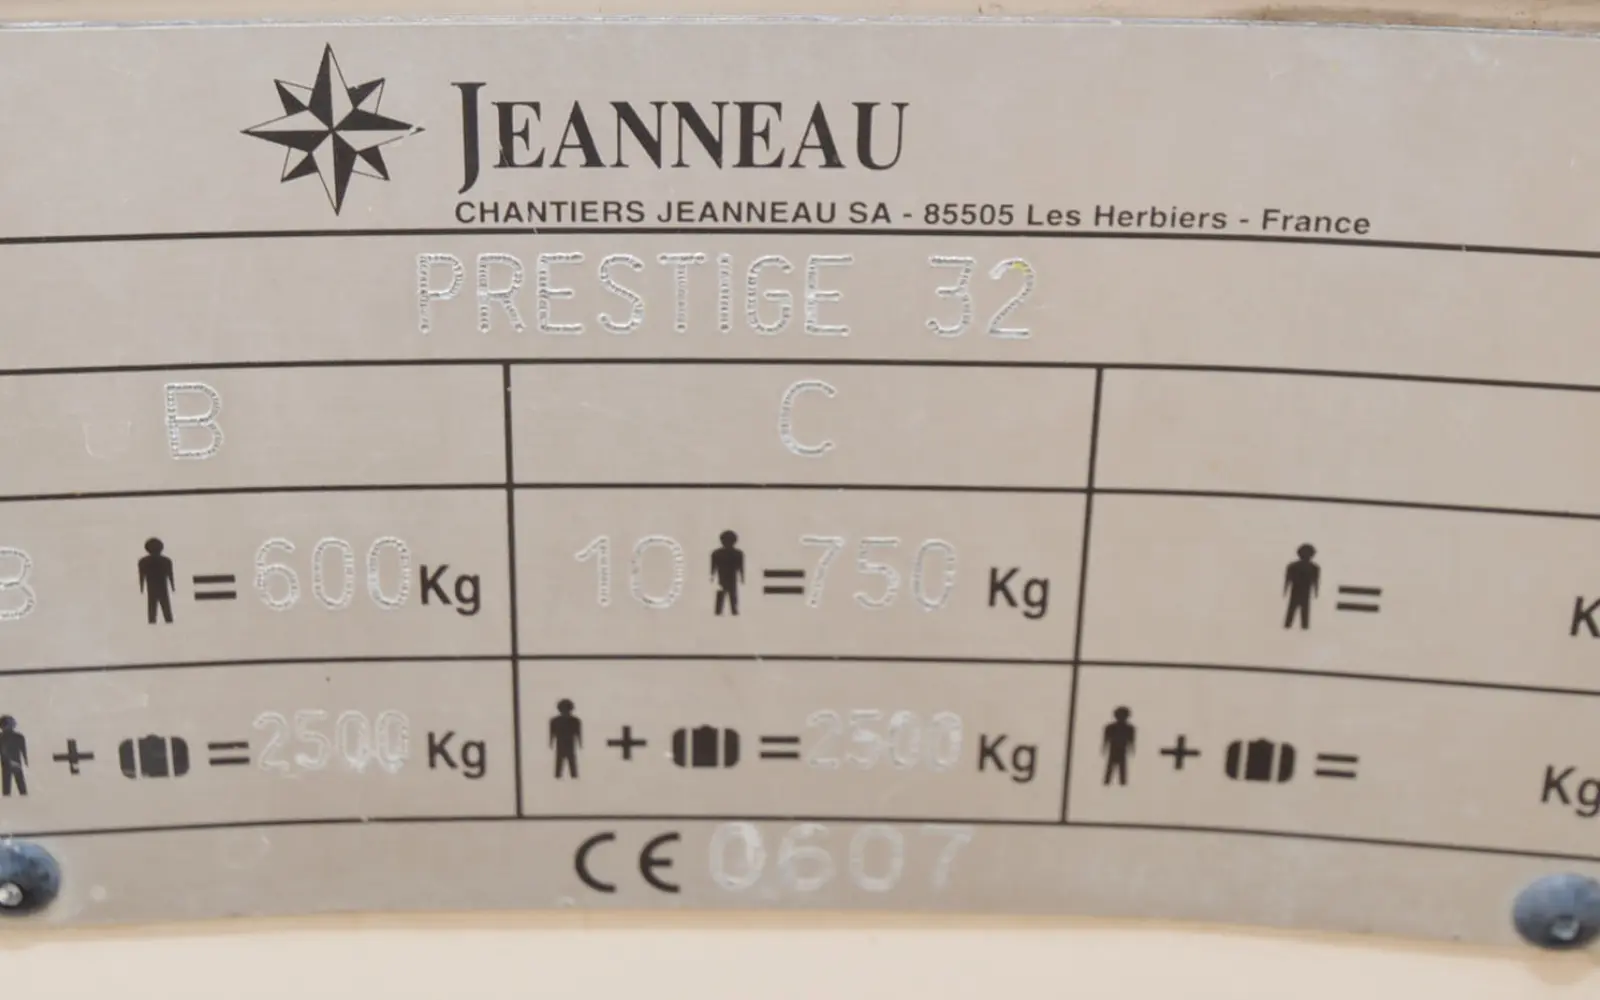 JEANNEAU
CHANTIERS JEANNEAU SA - 85505 Les Herbiers - France
PRESTIGE 32
B C
= 600 Kg 10 = 750 Kg = K
+ = 2500 Kg + = 2500 Kg + = Kg
CE 0607